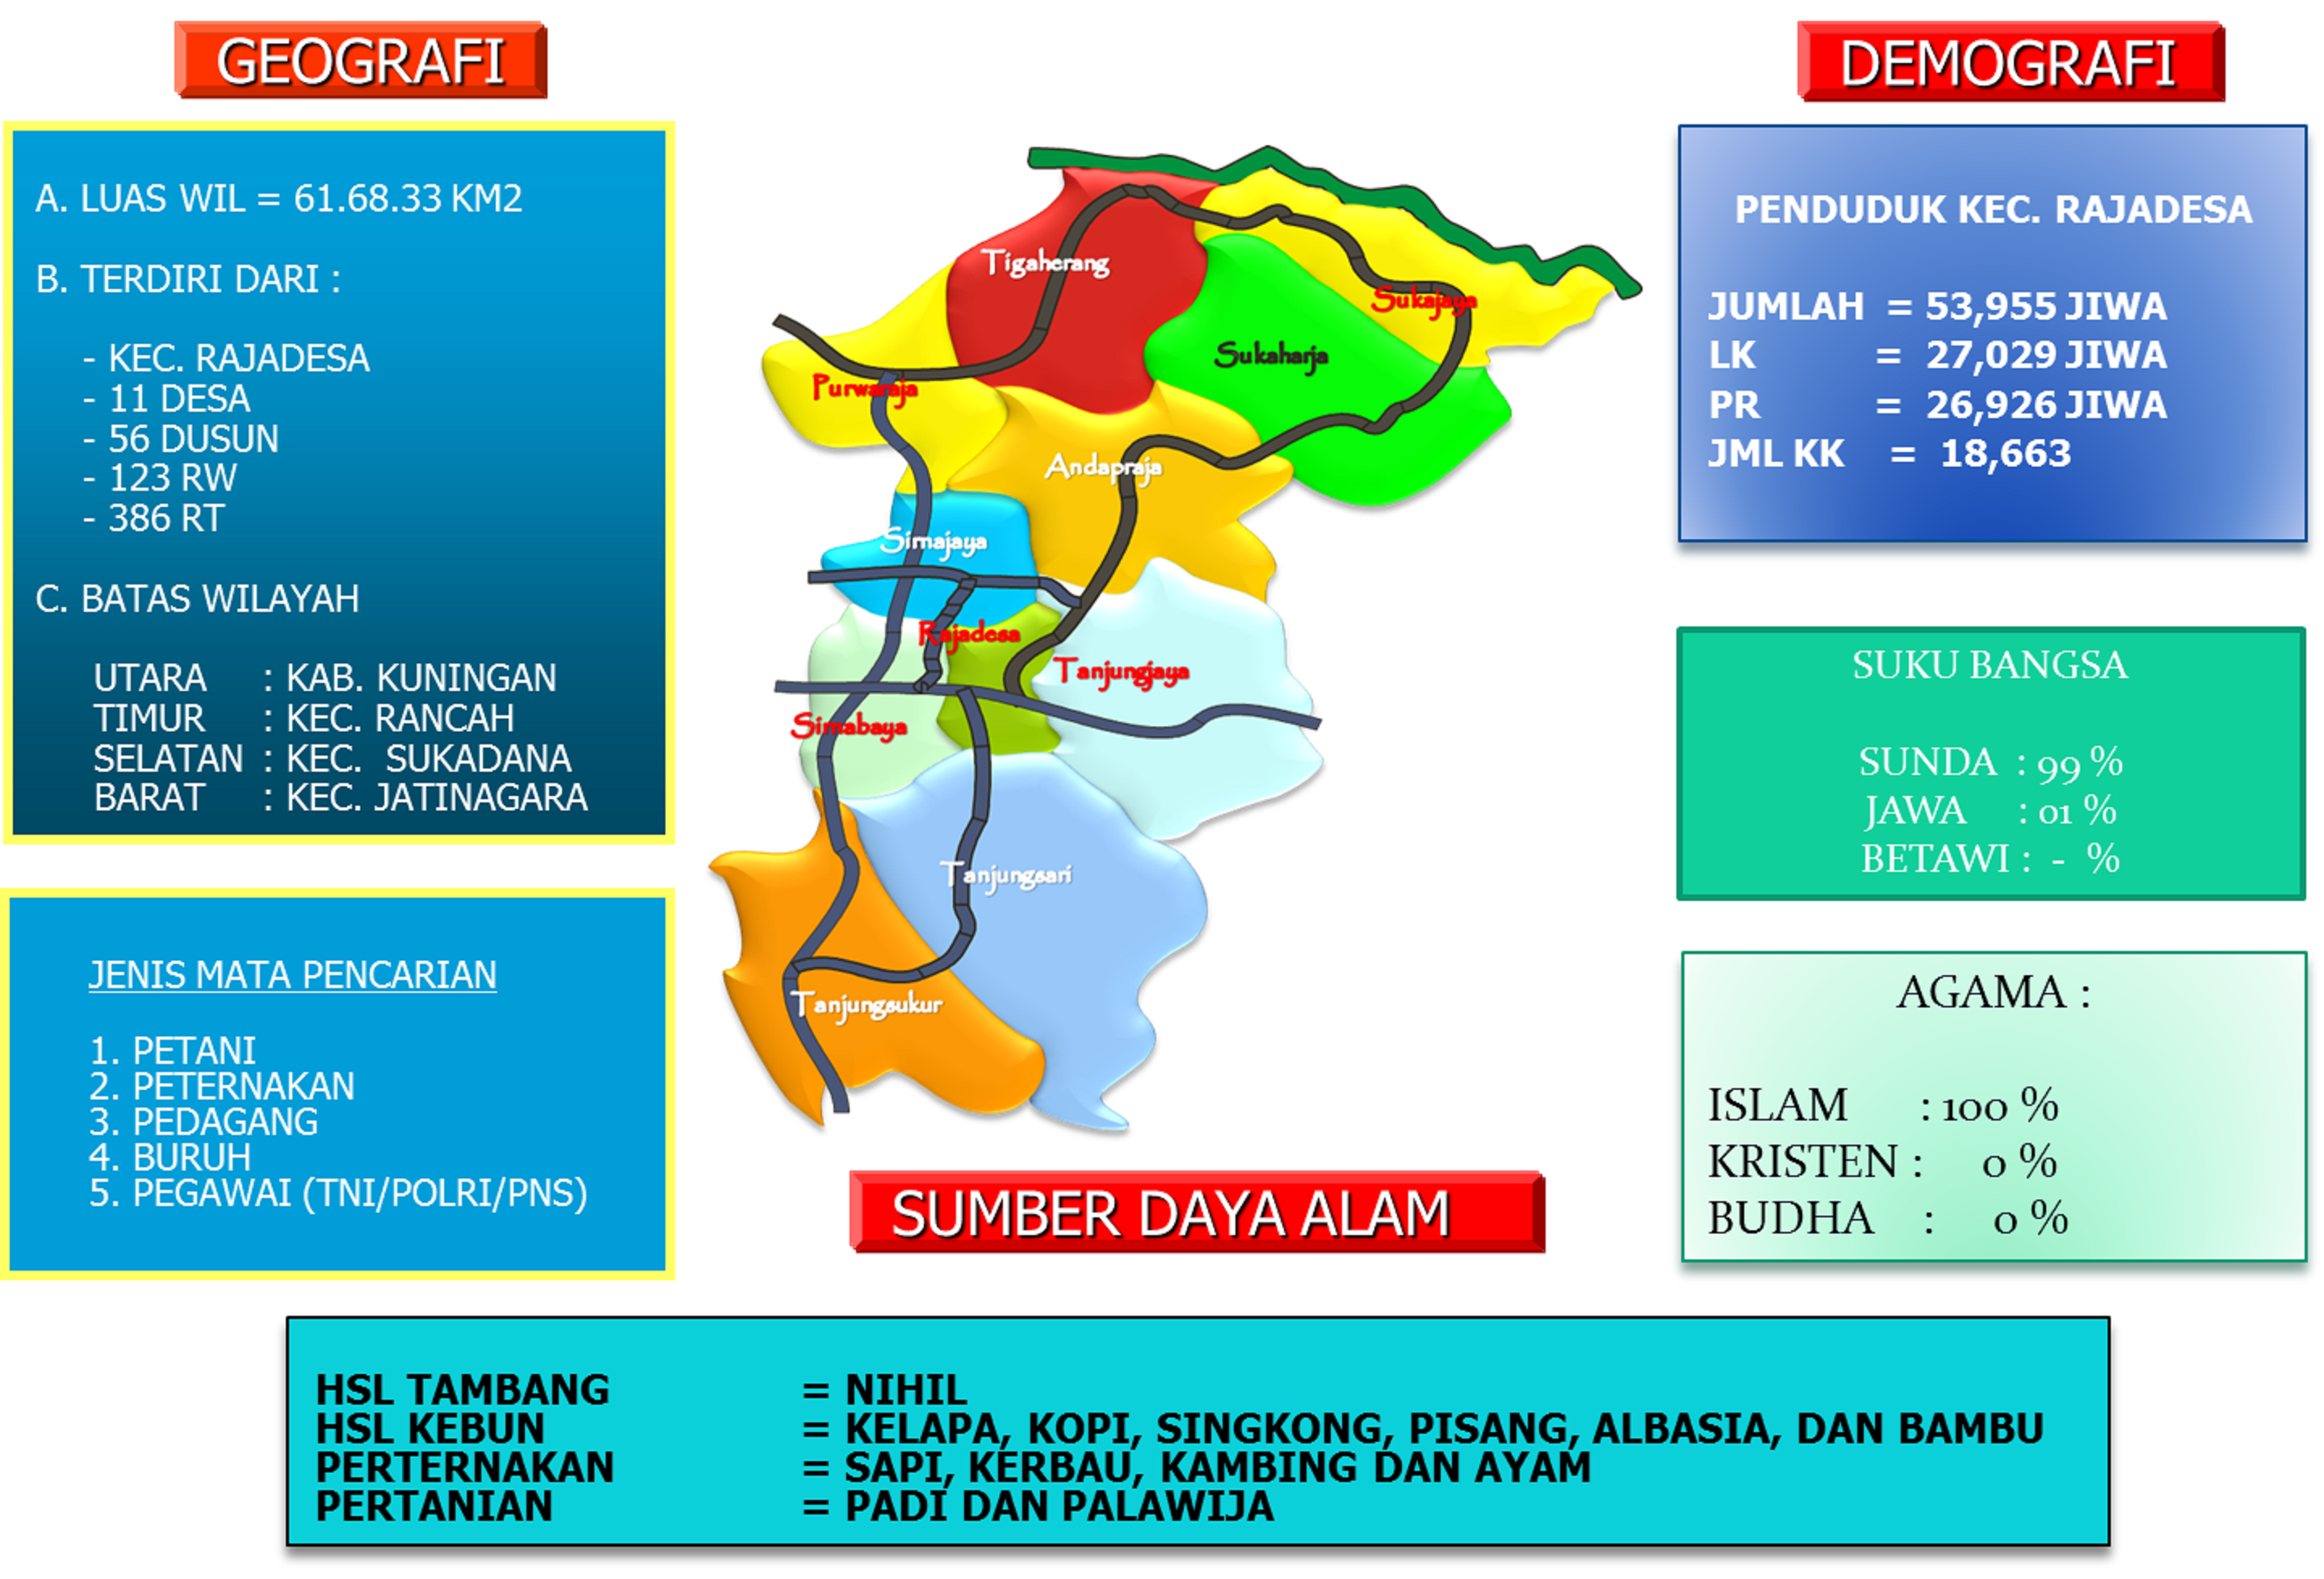 GEOGRAFI
A. LUAS WIL = 61.68.33 KM2
B. TERDIRI DARI :
- KEC. RAJADESA
- 11 DESA
- 56 DUSUN
- 123 RW
- 386 RT
C. BATAS WILAYAH
UTARA : KAB. KUNINGAN
TIMUR : KEC. RANCAH
SELATAN : KEC. SUKADANA
BARAT : KEC. JATINAGARA
JENIS MATA PENCARIAN
1. PETANI
2. PETERNAKAN
3. PEDAGANG
4. BURUH
5. PEGAWAI (TNI/POLRI/PNS)
Tigaherang
Sukajaya
Sukaharja
Purwaraja
Andapraja
Sirnajaya
Rajadesa
Tanjungjaya
Sirnabaya
Tanjungsari
Tanjungsukur
DEMOGRAFI
PENDUDUK KEC. RAJADESA
JUMLAH = 53,955 JIWA
LK = 27,029 JIWA
PR = 26,926 JIWA
JML KK = 18,663
SUKU BANGSA
SUNDA : 99 %
JAWA : 01 %
BETAWI : - %
AGAMA :
ISLAM : 100 %
KRISTEN : 0 %
BUDHA : 0 %
SUMBER DAYA ALAM
HSL TAMBANG = NIHIL
HSL KEBUN = KELAPA, KOPI, SINGKONG, PISANG, ALBASIA, DAN BAMBU
PERTERNAKAN = SAPI, KERBAU, KAMBING DAN AYAM
PERTANIAN = PADI DAN PALAWIJA